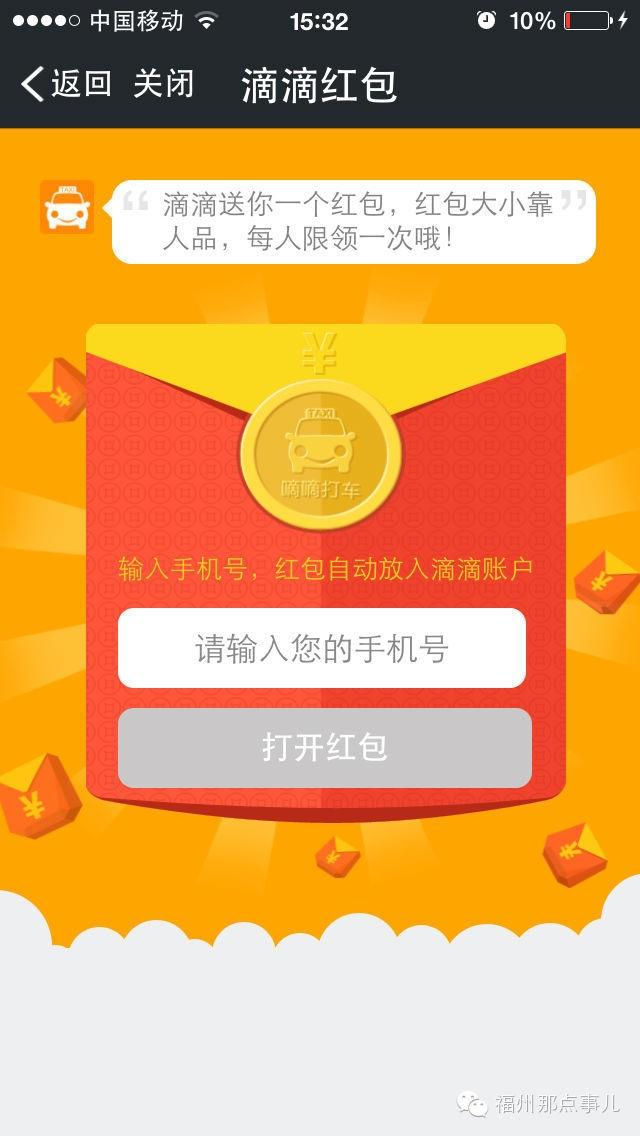 中国移动 15:32 10%
返回 关闭 滴滴红包
“ 滴滴送你一个红包，红包大小靠 ”
人品，每人限领一次哦！
¥
TAXI
嘀嘀打车
输入手机号，红包自动放入滴滴账户
请输入您的手机号
打开红包
福州那点事儿